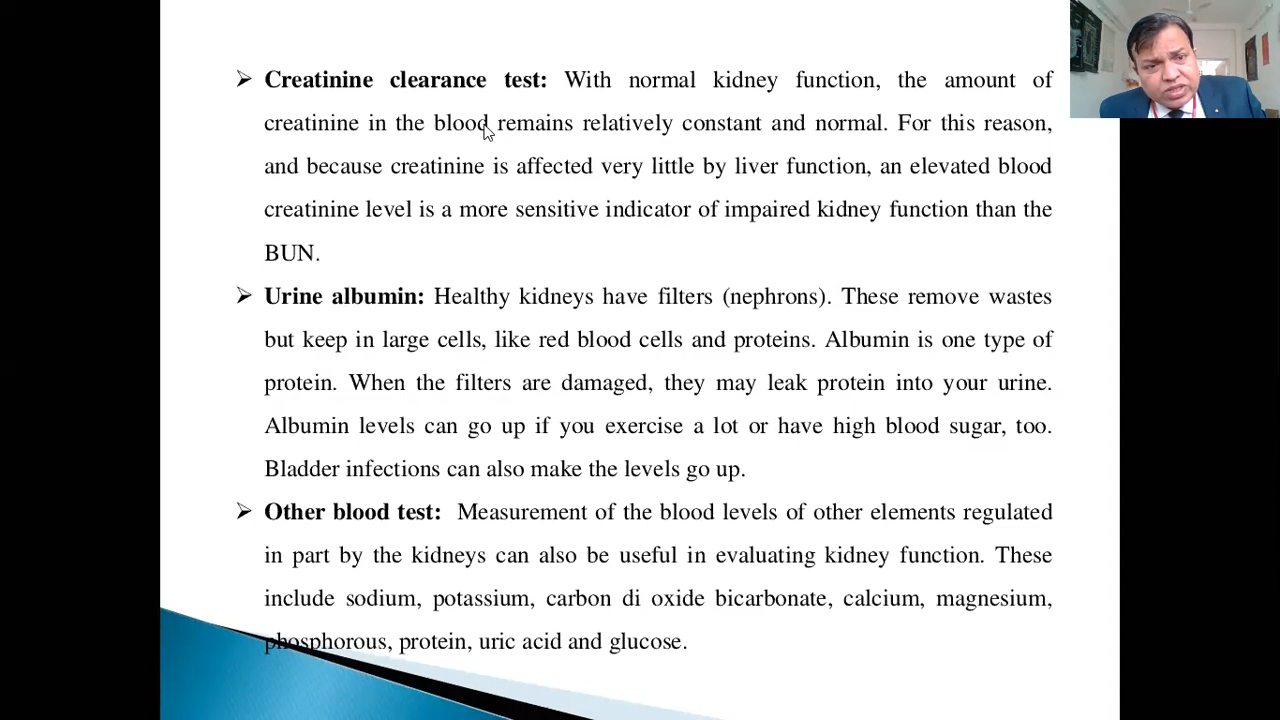 ➢ Creatinine clearance test: With normal kidney function, the amount of
creatinine in the blood remains relatively constant and normal. For this reason,
and because creatinine is affected very little by liver function, an elevated blood
creatinine level is a more sensitive indicator of impaired kidney function than the
BUN.
➢ Urine albumin: Healthy kidneys have filters (nephrons). These remove wastes
but keep in large cells, like red blood cells and proteins. Albumin is one type of
protein. When the filters are damaged, they may leak protein into your urine.
Albumin levels can go up if you exercise a lot or have high blood sugar, too.
Bladder infections can also make the levels go up.
➢ Other blood test: Measurement of the blood levels of other elements regulated
in part by the kidneys can also be useful in evaluating kidney function. These
include sodium, potassium, carbon di oxide bicarbonate, calcium, magnesium,
phosphorous, protein, uric acid and glucose.